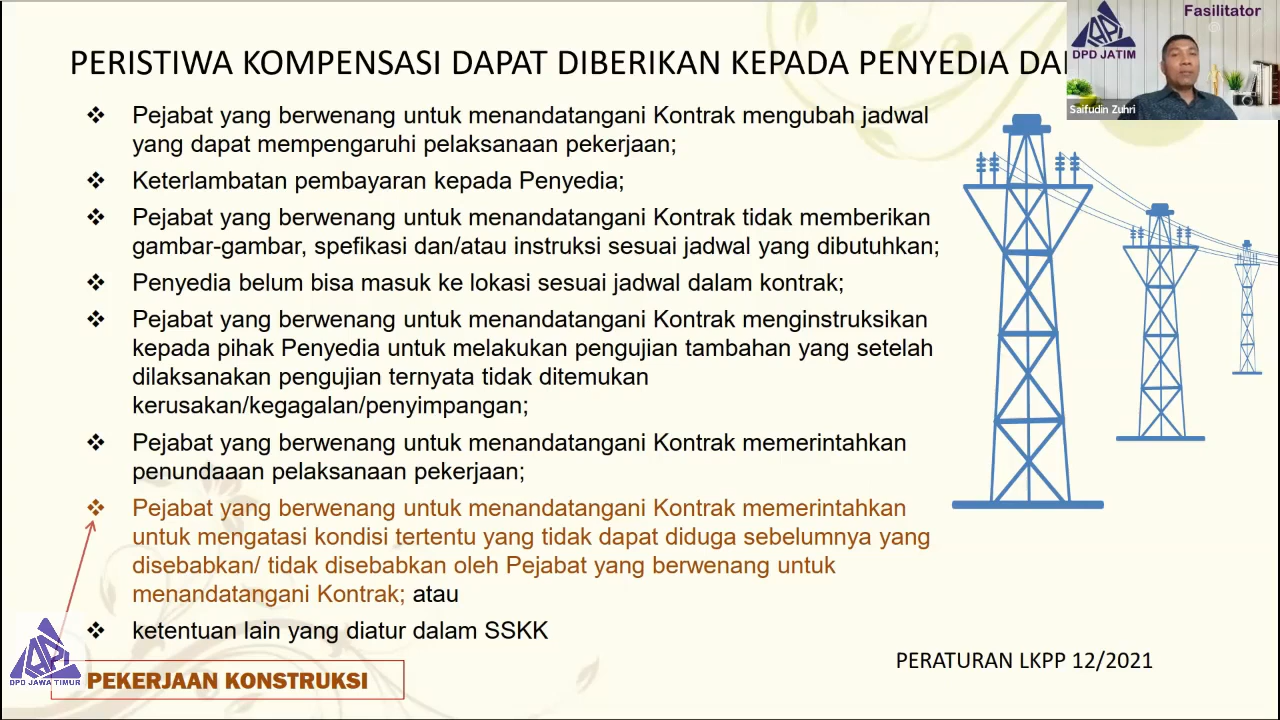 PERISTIWA KOMPENSASI DAPAT DIBERIKAN KEPADA PENYEDIA
Fasilitator
DPD JATIM
Saifudin Zuhri
❖ Pejabat yang berwenang untuk menandatangani Kontrak mengubah jadwal
yang dapat mempengaruhi pelaksanaan pekerjaan;
❖ Keterlambatan pembayaran kepada Penyedia;
❖ Pejabat yang berwenang untuk menandatangani Kontrak tidak memberikan
gambar-gambar, spefikasi dan/atau instruksi sesuai jadwal yang dibutuhkan;
❖ Penyedia belum bisa masuk ke lokasi sesuai jadwal dalam kontrak;
❖ Pejabat yang berwenang untuk menandatangani Kontrak menginstruksikan
kepada pihak Penyedia untuk melakukan pengujian tambahan yang setelah
dilaksanakan pengujian ternyata tidak ditemukan
kerusakan/kegagalan/penyimpangan;
❖ Pejabat yang berwenang untuk menandatangani Kontrak memerintahkan
penundaaan pelaksanaan pekerjaan;
❖ Pejabat yang berwenang untuk menandatangani Kontrak memerintahkan
untuk mengatasi kondisi tertentu yang tidak dapat diduga sebelumnya yang
disebabkan/ tidak disebabkan oleh Pejabat yang berwenang untuk
menandatangani Kontrak; atau
❖ ketentuan lain yang diatur dalam SSKK
PERATURAN LKPP 12/2021
DPD JAWA TIMUR
PEKERJAAN KONSTRUKSI